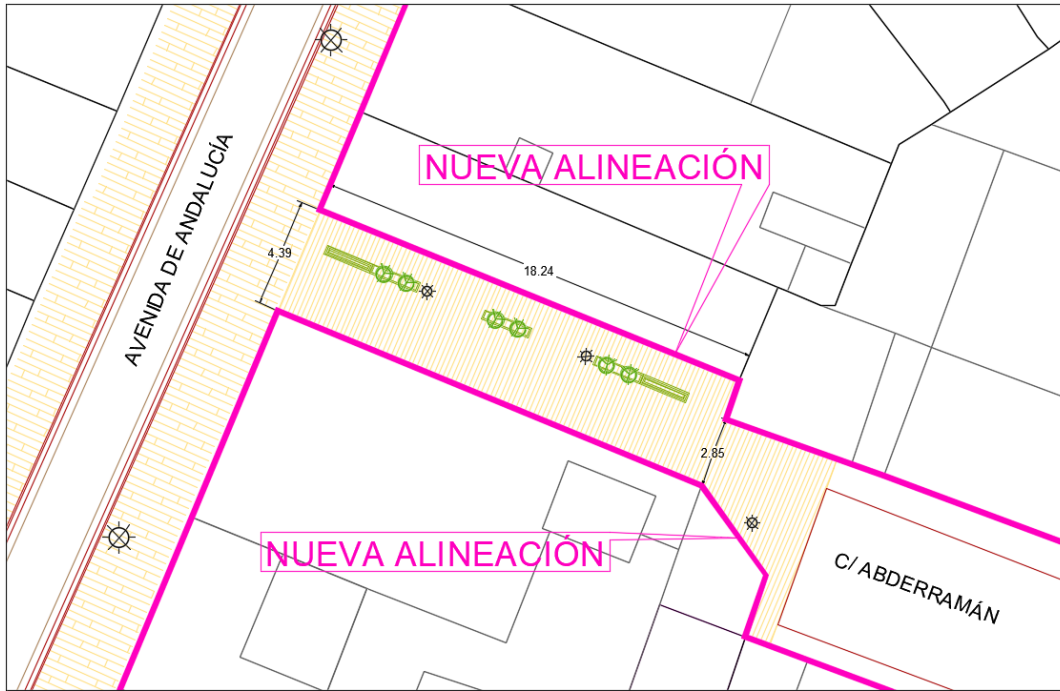 AVENIDA DE ANDALUCÍA
NUEVA ALINEACIÓN
4.39
18.24
2.85
NUEVA ALINEACIÓN
C/ ABDERRAMÁN